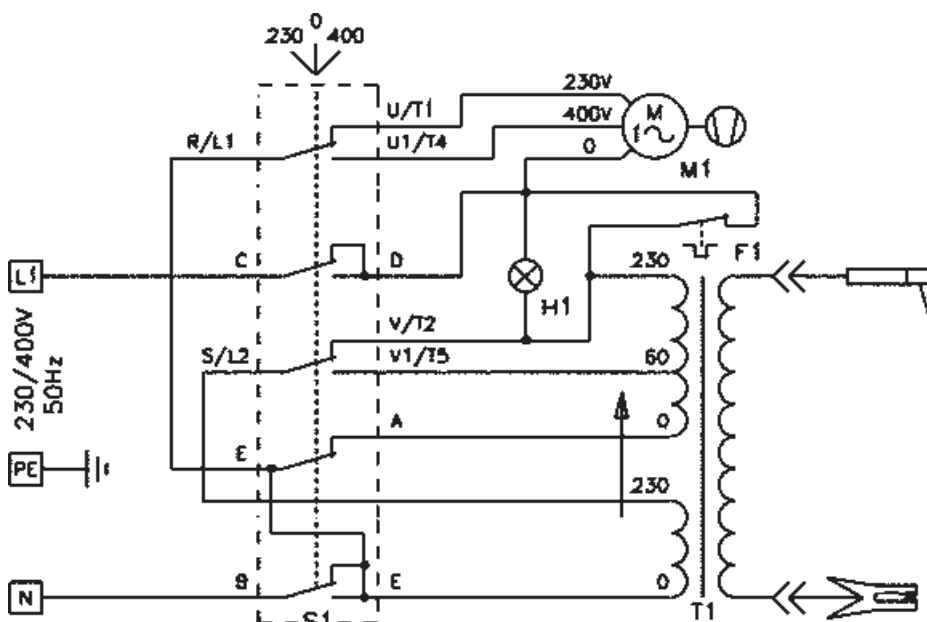 0
230 400
230V
U/T1
400V
M
1
R/L1
U1/T4
0
M1
C
D
F1
L1
230
H1
V/T2
S/L2
V1/T5
60
230/400V
50Hz
A
0
E
PE
230
B
E
0
N
S1
T1